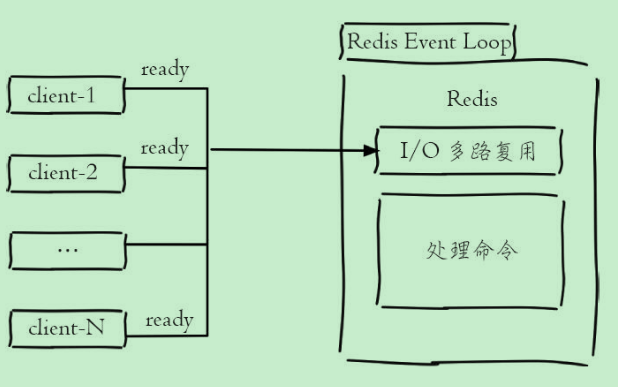 Redis Event Loop
ready
client-1
Redis
I/O 多路复用
ready
client-2
处理命令
...
ready
client-N